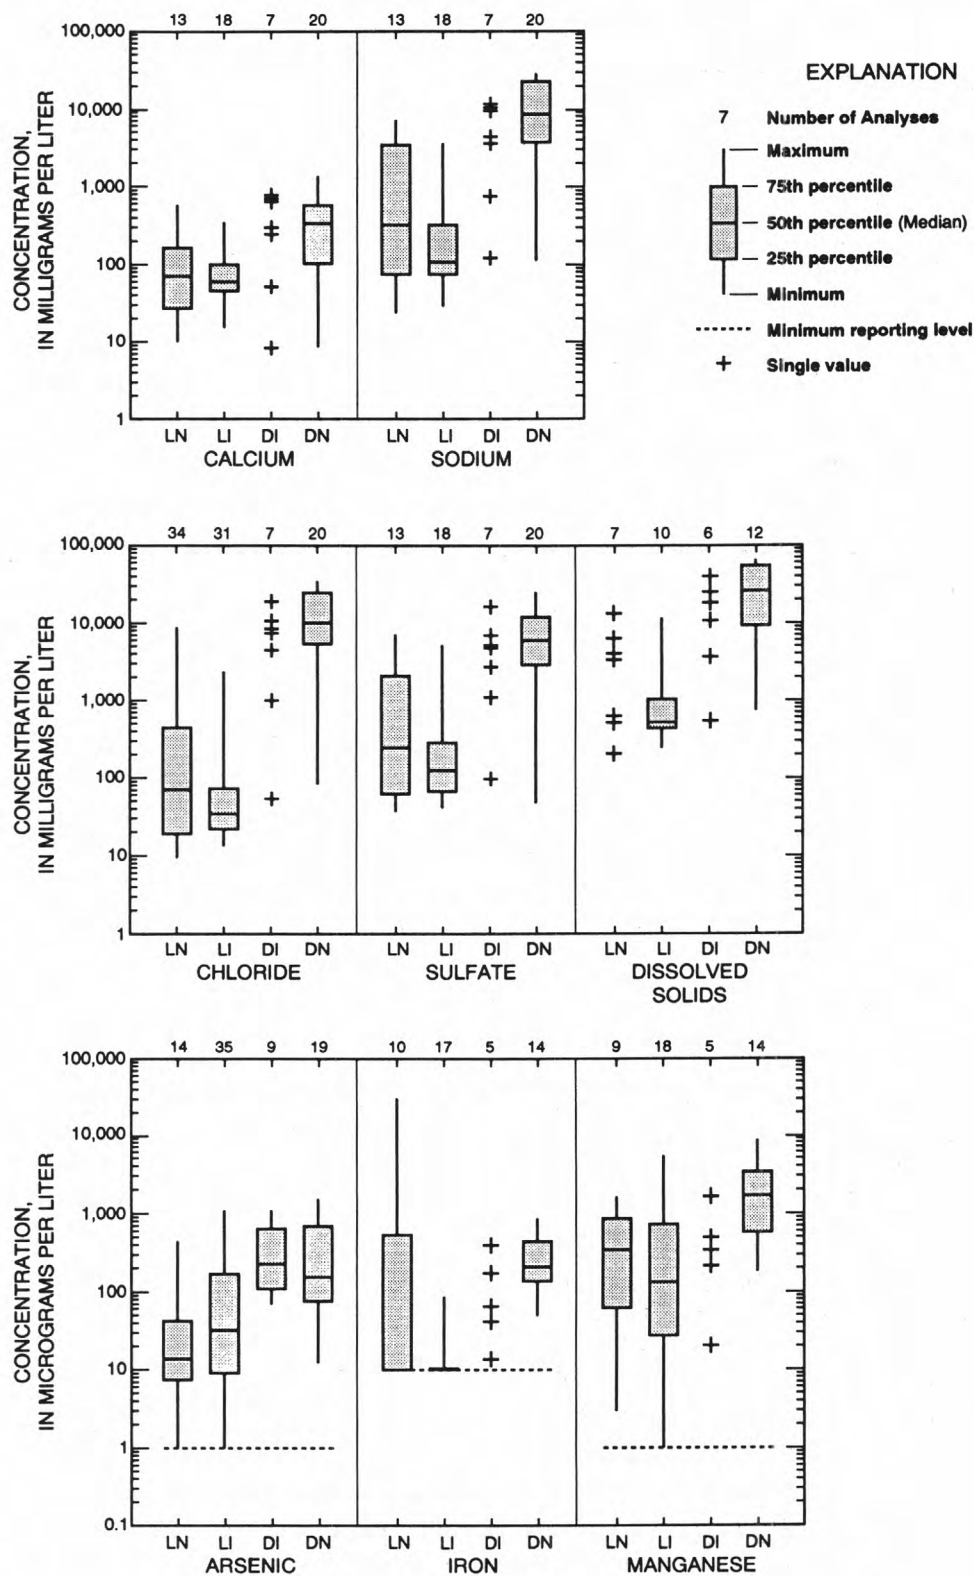 13 18 7 20 13 18 7 20
100,000
10,000
1,000
100
10
1
CONCENTRATION,
IN MILLIGRAMS PER LITER
LN LI DI DN LN LI DI DN
CALCIUM SODIUM
EXPLANATION
7 Number of Analyses
Maximum
75th percentile
50th percentile (Median)
25th percentile
Minimum
Minimum reporting level
Single value
34 31 7 20 13 18 7 20 7 10 6 12
100,000
10,000
1,000
100
10
1
CONCENTRATION,
IN MILLIGRAMS PER LITER
LN LI DI DN LN LI DI DN LN LI DI DN
CHLORIDE SULFATE DISSOLVED
SOLIDS
14 35 9 19 10 17 5 14 9 18 5 14
100,000
10,000
1,000
100
10
1
0.1
CONCENTRATION,
IN MICROGRAMS PER LITER
LN LI DI DN LN LI DI DN LN LI DI DN
ARSENIC IRON MANGANESE